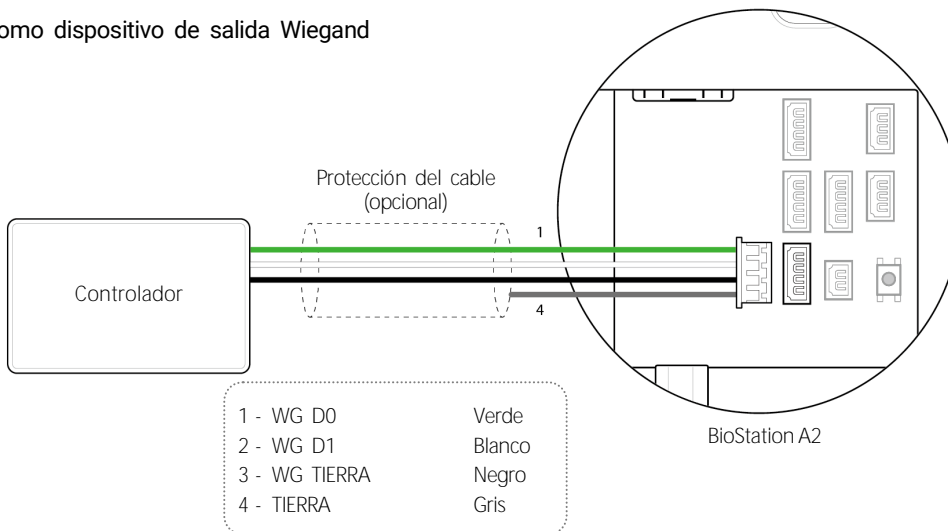 omo dispositivo de salida Wiegand
Protección del cable
(opcional)
1
Controlador
4
1 - WG D0 Verde
2 - WG D1 Blanco
3 - WG TIERRA Negro
4 - TIERRA Gris
BioStation A2